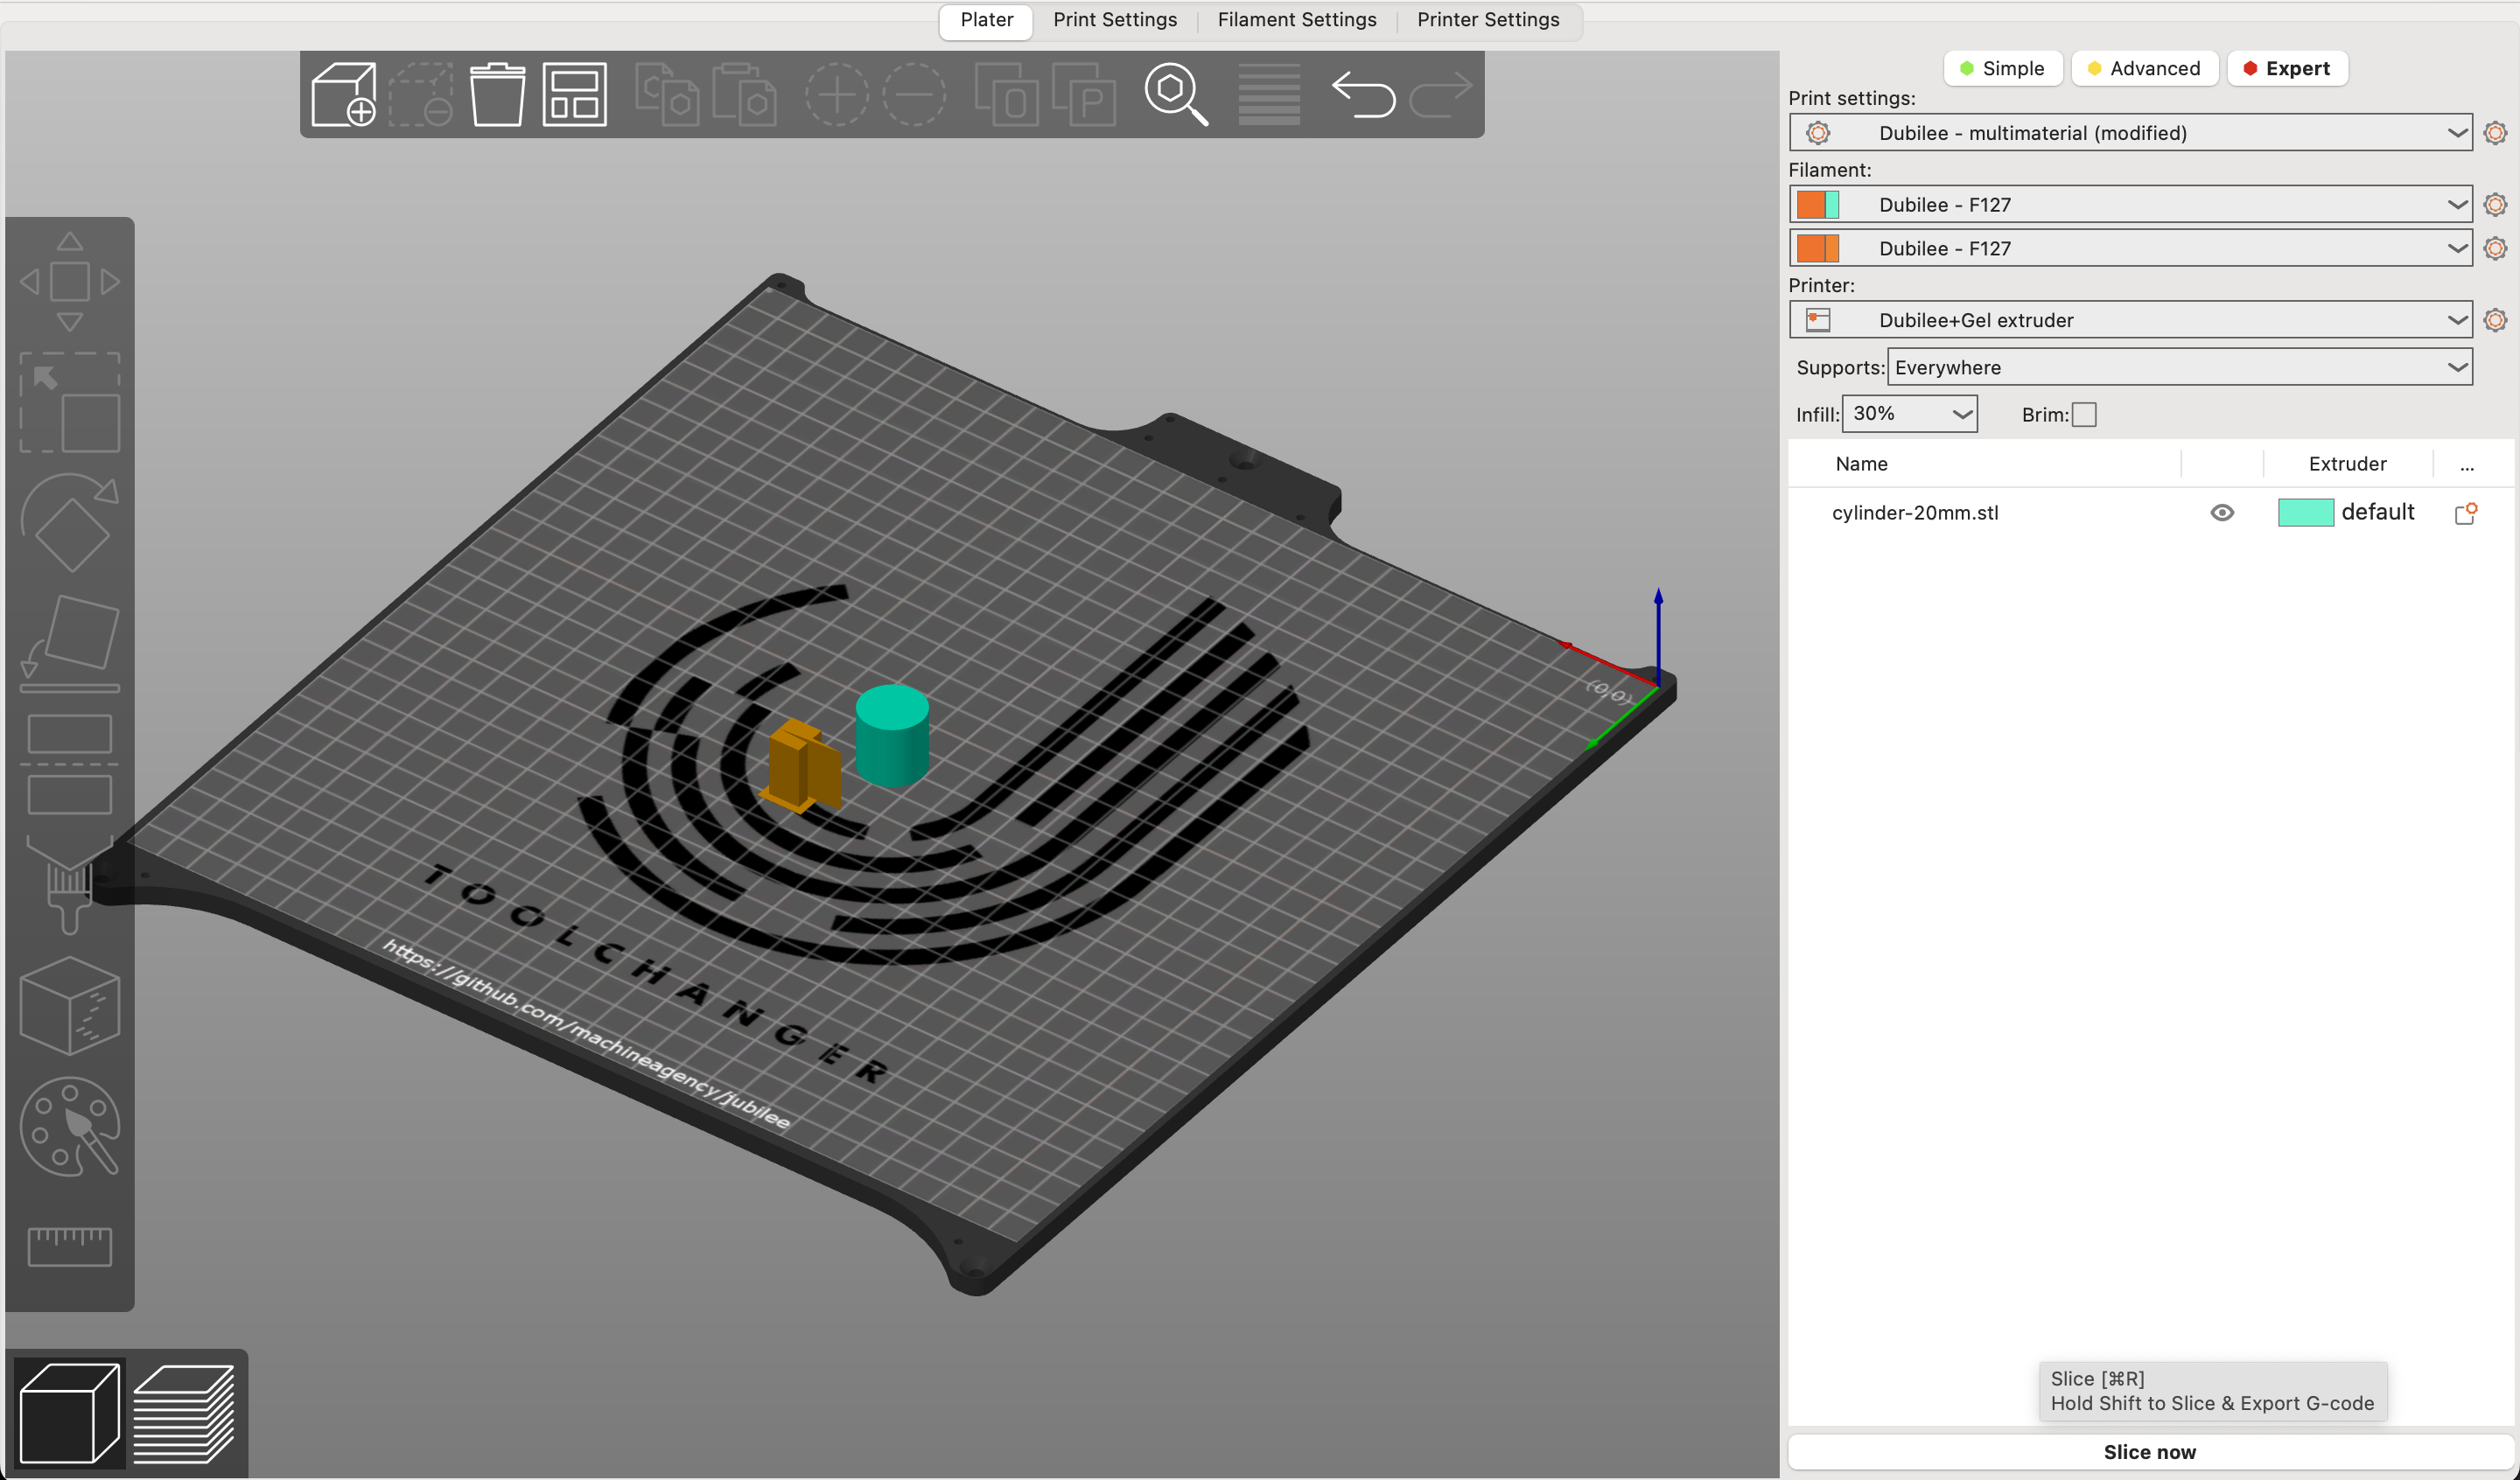 Plater Print Settings Filament Settings Printer Settings
Simple Advanced Expert
Print settings:
Dubilee - multimaterial (modified)
Filament:
Dubilee - F127
Dubilee - F127
Printer:
Dubilee+Gel extruder
Supports: Everywhere
Infill: 30% Brim:
Name Extruder ...
cylinder-20mm.stl default
O P
(0,0)
TOOLCHANGER
https://github.com/machineagency/jubilee
Slice [⌘R]
Hold Shift to Slice & Export G-code
Slice now